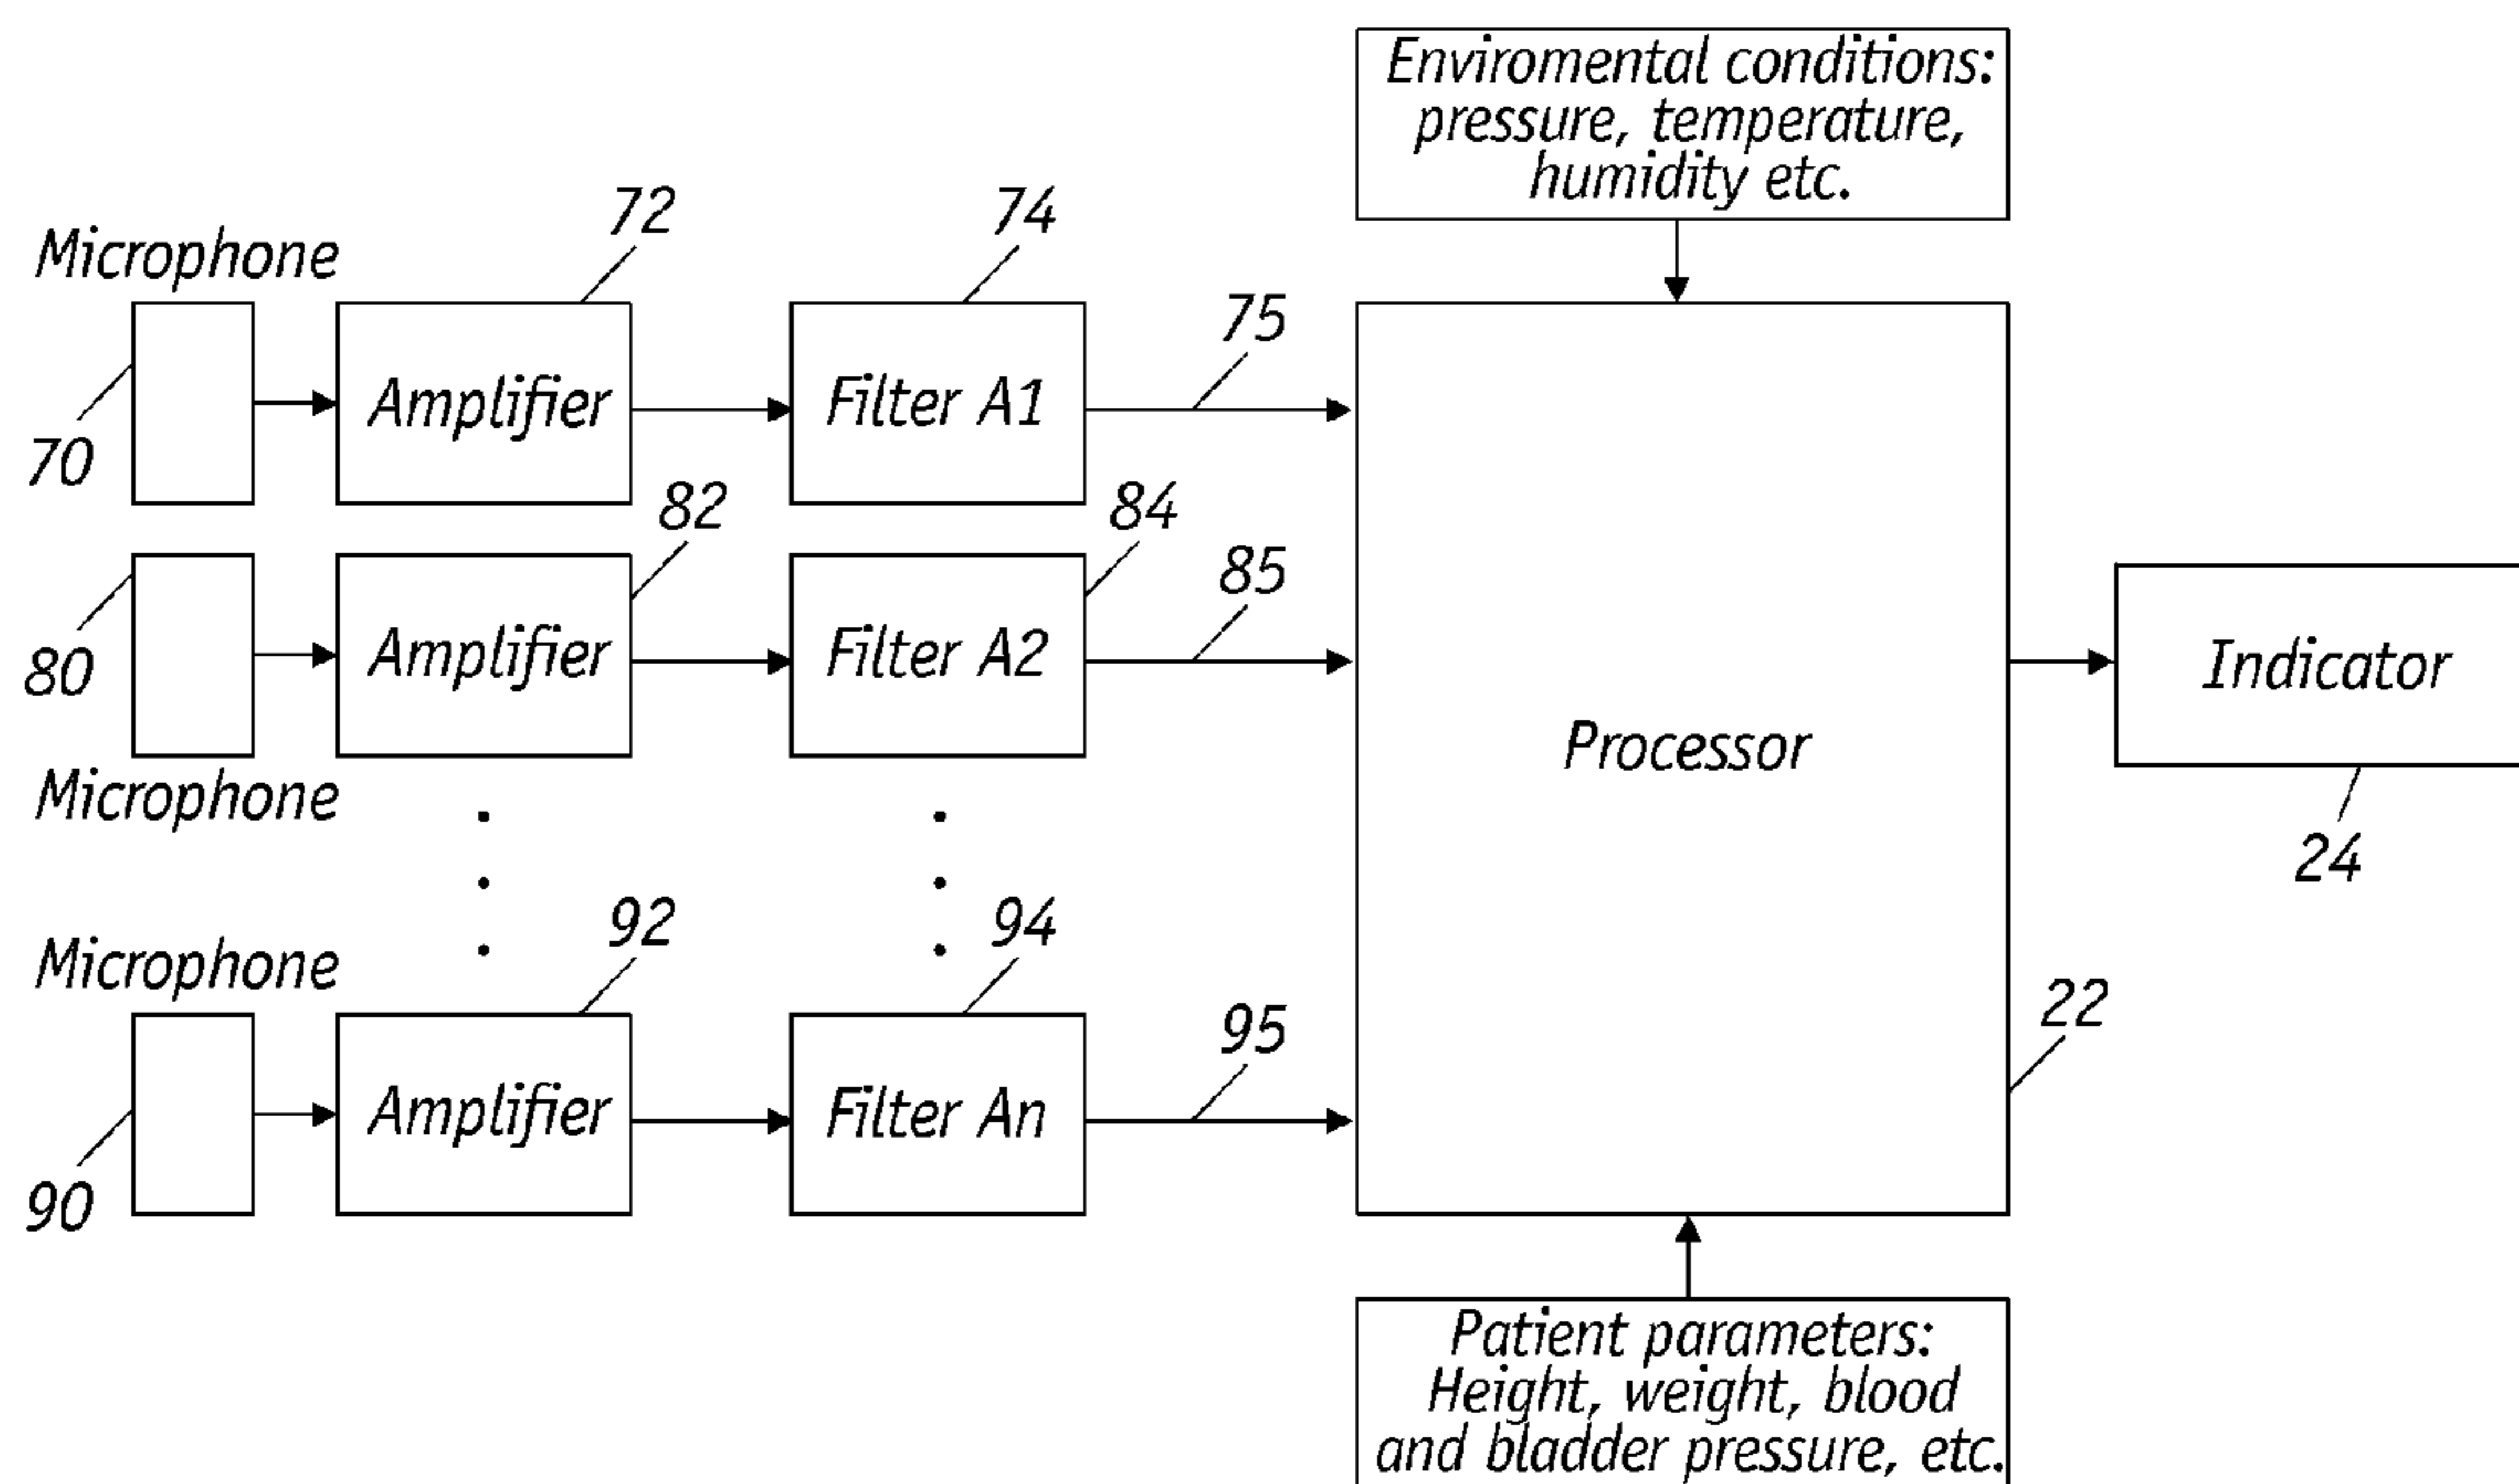 Enviromental conditions:
pressure, temperature,
humidity etc.
72
74
Microphone
75
Amplifier
Filter A1
70
82
84
85
80
Amplifier
Filter A2
Indicator
Processor
Microphone
24
92
94
Microphone
22
95
Amplifier
Filter An
90
Patient parameters:
Height, weight, blood
and bladder pressure, etc.